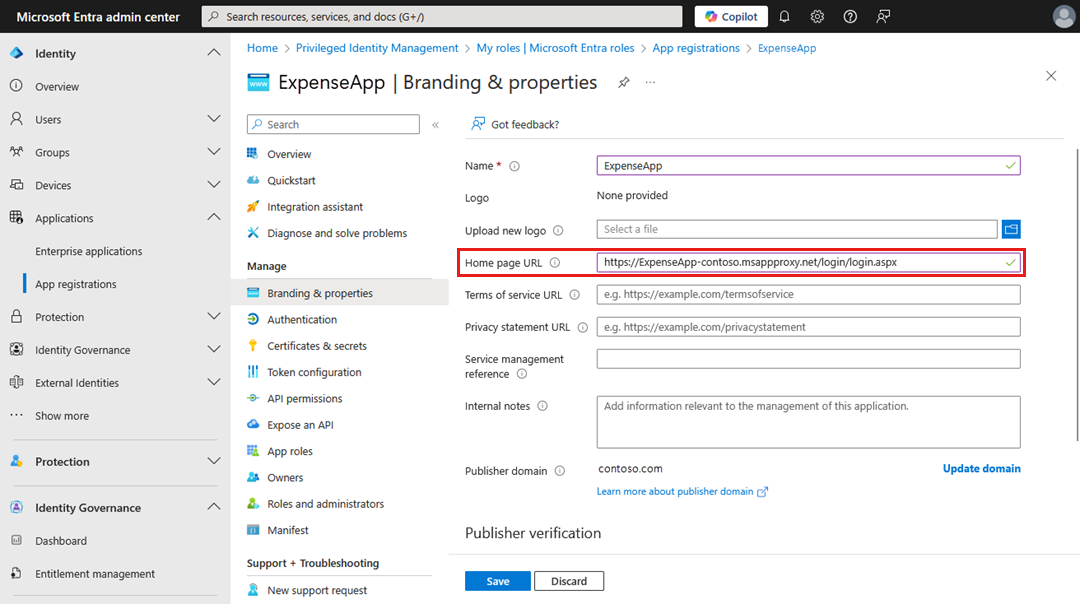 Microsoft Entra admin center
Search resources, services, and docs (G+/)
Copilot
Identity
Overview
Users
Groups
Devices
Applications
Enterprise applications
App registrations
Protection
Identity Governance
External Identities
Show more
Protection
Identity Governance
Dashboard
Entitlement management
Home > Privileged Identity Management > My roles | Microsoft Entra roles > App registrations > ExpenseApp
www
ExpenseApp | Branding & properties
Search
Overview
Quickstart
Integration assistant
Diagnose and solve problems
Manage
Branding & properties
Authentication
Certificates & secrets
Token configuration
API permissions
Expose an API
App roles
Owners
Roles and administrators
Manifest
Support + Troubleshooting
New support request
Got feedback?
Name * ExpenseApp
Logo None provided
Upload new logo Select a file
Home page URL https://ExpenseApp-contoso.msappproxy.net/login/login.aspx
Terms of service URL e.g. https://example.com/termsofservice
Privacy statement URL e.g. https://example.com/privacystatement
Service management
reference
Internal notes Add information relevant to the management of this application.
Publisher domain contoso.com Update domain
Learn more about publisher domain
Publisher verification
Save Discard